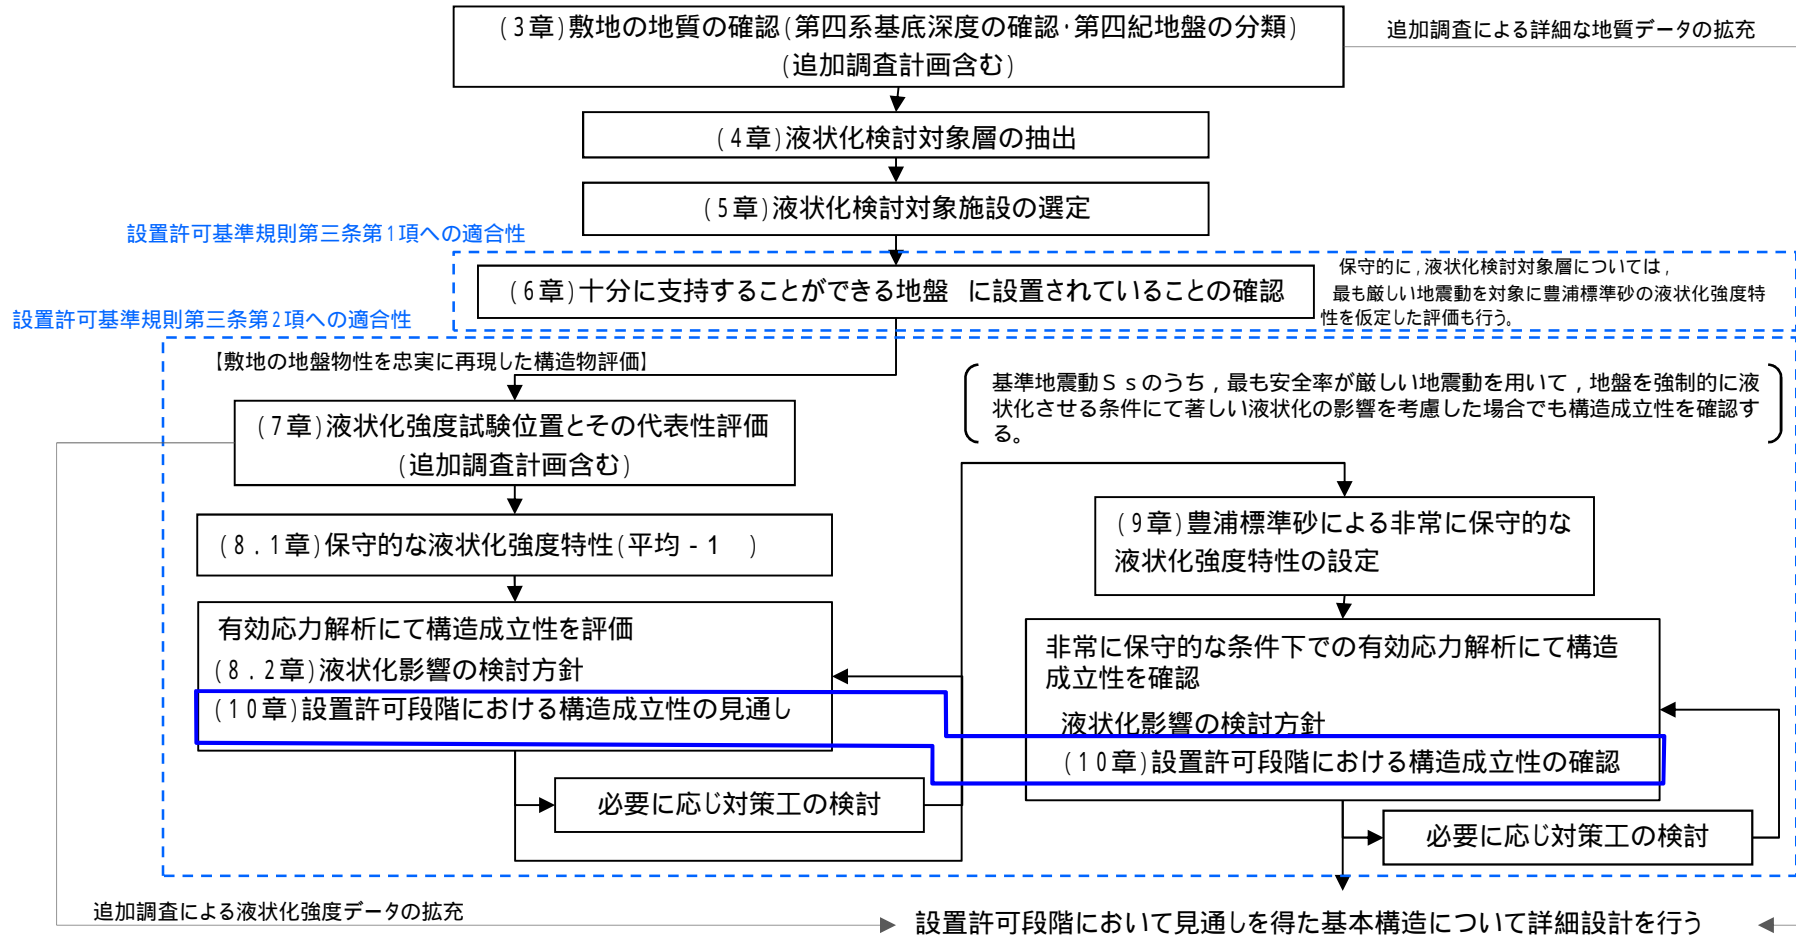 (3章)敷地の地質の確認(第四系基底深度の確認・第四紀地盤の分類)
(追加調査計画含む)
追加調査による詳細な地質データの拡充
(4章)液状化検討対象層の抽出
(5章)液状化検討対象施設の選定
設置許可基準規則第三条第1項への適合性
(6章)十分に支持することができる地盤 に設置されていることの確認
保守的に,液状化検討対象層については,
最も厳しい地震動を対象に豊浦標準砂の液状化強度特
性を仮定した評価も行う。
設置許可基準規則第三条第2項への適合性
【敷地の地盤物性を忠実に再現した構造物評価】
基準地震動Ssのうち,最も安全率が厳しい地震動を用いて,地盤を強制的に液
状化させる条件にて著しい液状化の影響を考慮した場合でも構造成立性を確認す
る。
(7章)液状化強度試験位置とその代表性評価
(追加調査計画含む)
(8.1章)保守的な液状化強度特性(平均-1 )
(9章)豊浦標準砂による非常に保守的な
液状化強度特性の設定
有効応力解析にて構造成立性を評価
(8.2章)液状化影響の検討方針
(10章)設置許可段階における構造成立性の見通し
非常に保守的な条件下での有効応力解析にて構造
成立性を確認
液状化影響の検討方針
(10章)設置許可段階における構造成立性の確認
必要に応じ対策工の検討
必要に応じ対策工の検討
追加調査による液状化強度データの拡充
設置許可段階において見通しを得た基本構造について詳細設計を行う